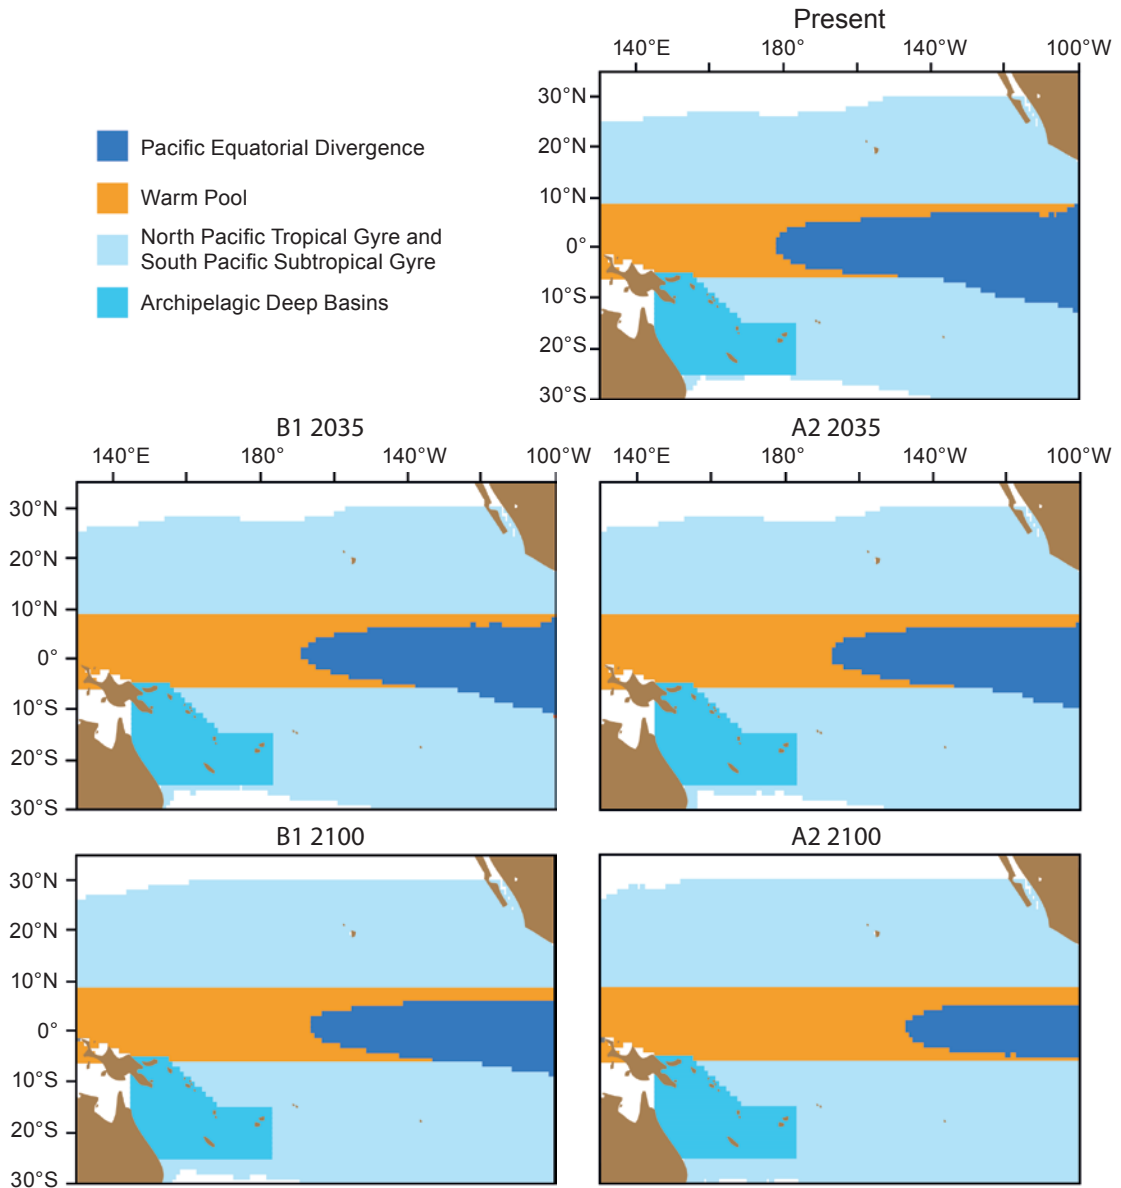 Present
140°E 180° 140°W 100°W
30°N
20°N
10°N
0°
10°S
20°S
30°S
Pacific Equatorial Divergence
Warm Pool
North Pacific Tropical Gyre and
South Pacific Subtropical Gyre
Archipelagic Deep Basins
B1 2035
140°E 180° 140°W 100°W
30°N
20°N
10°N
0°
10°S
20°S
30°S
A2 2035
140°E 180° 140°W 100°W
B1 2100
30°N
20°N
10°N
0°
10°S
20°S
30°S
A2 2100